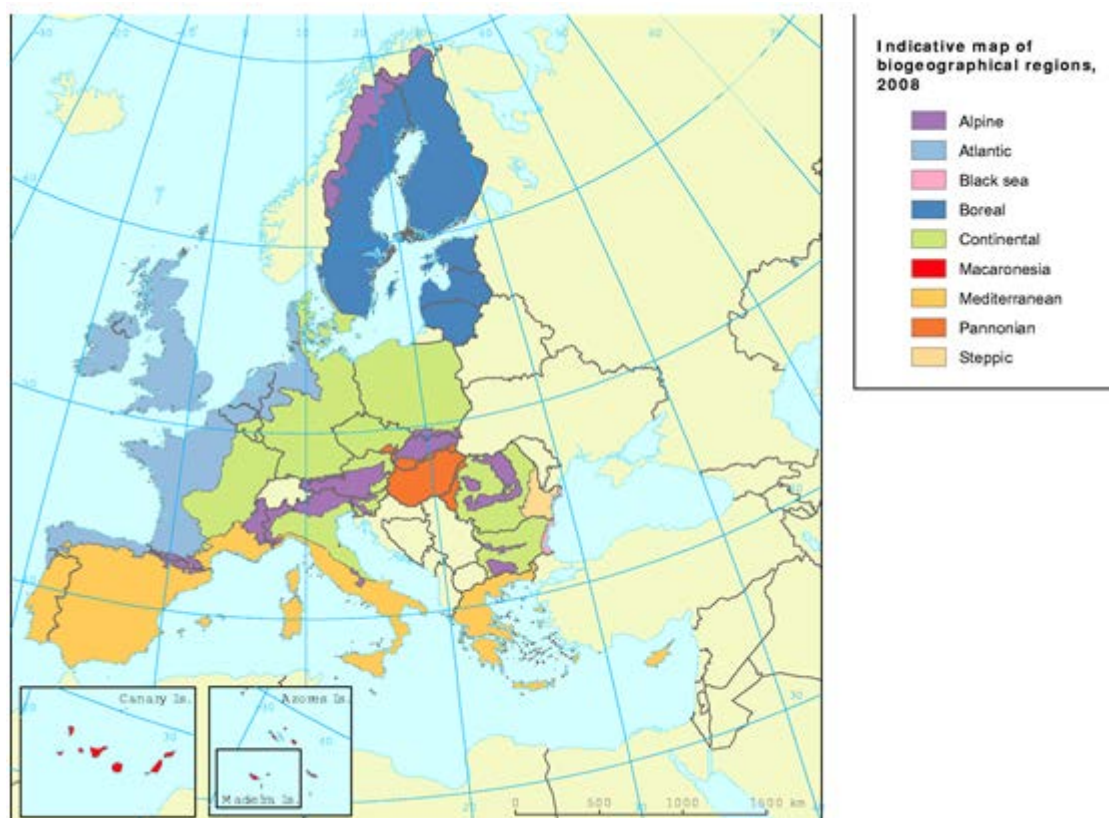 Indicative map of
biogeographical regions,
2008
Alpine
Atlantic
Black sea
Boreal
Continental
Macaronesia
Mediterranean
Pannonian
Steppic
Canary Is.
Azores Is.
Madeira Is.
0 500 1000 1600 km